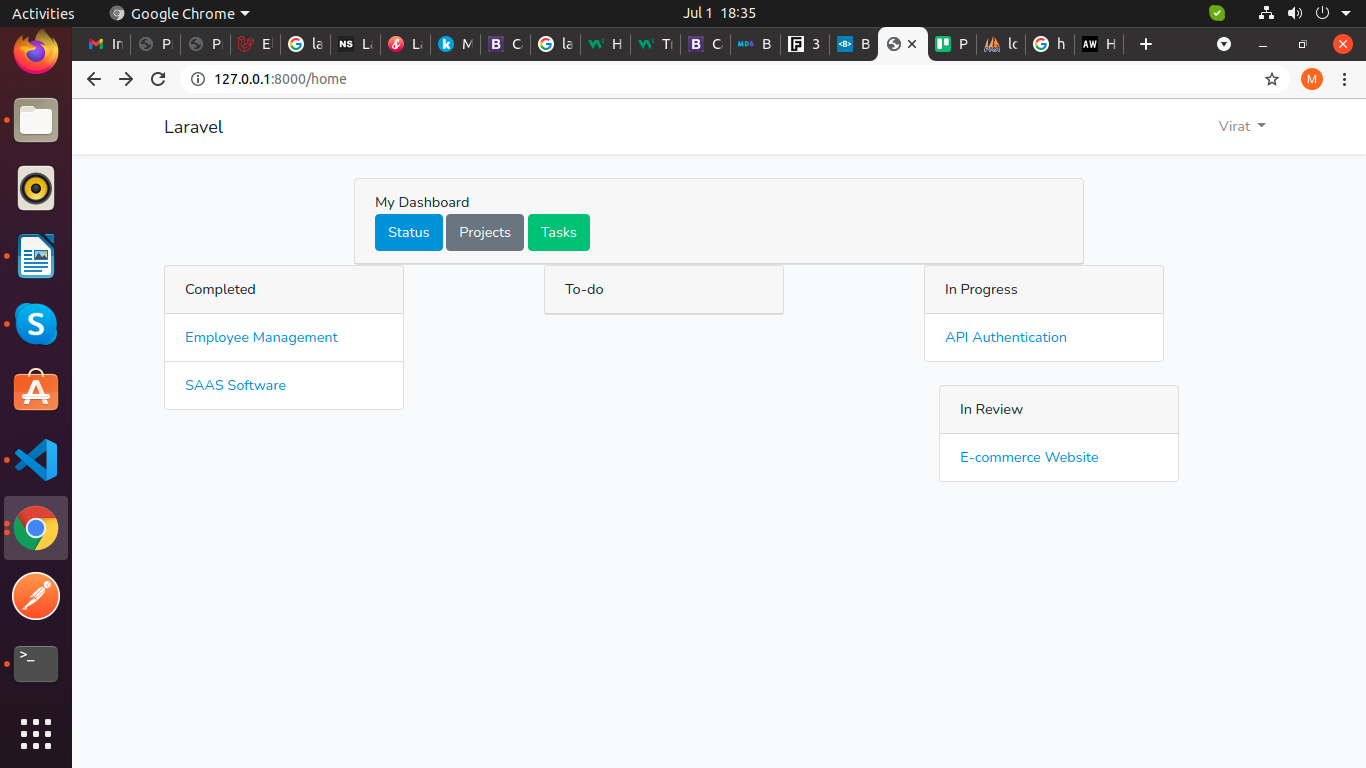 Activities
Google Chrome
Jul 1 18:35
In
P
P
E
la
NS
La
La
k
M
B
C
la
H
Tr
B
C
MDB
B
F
3
<B>
B
P
lo
h
AW
H
127.0.0.1:8000/home
M
Laravel
Virat
My Dashboard
Status Projects Tasks
Completed
To-do
In Progress
Employee Management
API Authentication
SAAS Software
In Review
E-commerce Website
S
A
>_